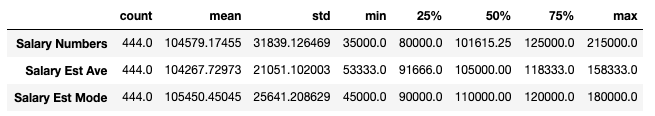 count mean std min 25% 50% 75% max
Salary Numbers 444.0 104579.17455 31839.126469 35000.0 80000.0 101615.25 125000.0 215000.0
Salary Est Ave 444.0 104267.72973 21051.102003 53333.0 91666.0 105000.00 118333.0 158333.0
Salary Est Mode 444.0 105450.45045 25641.208629 45000.0 90000.0 110000.00 120000.0 180000.0